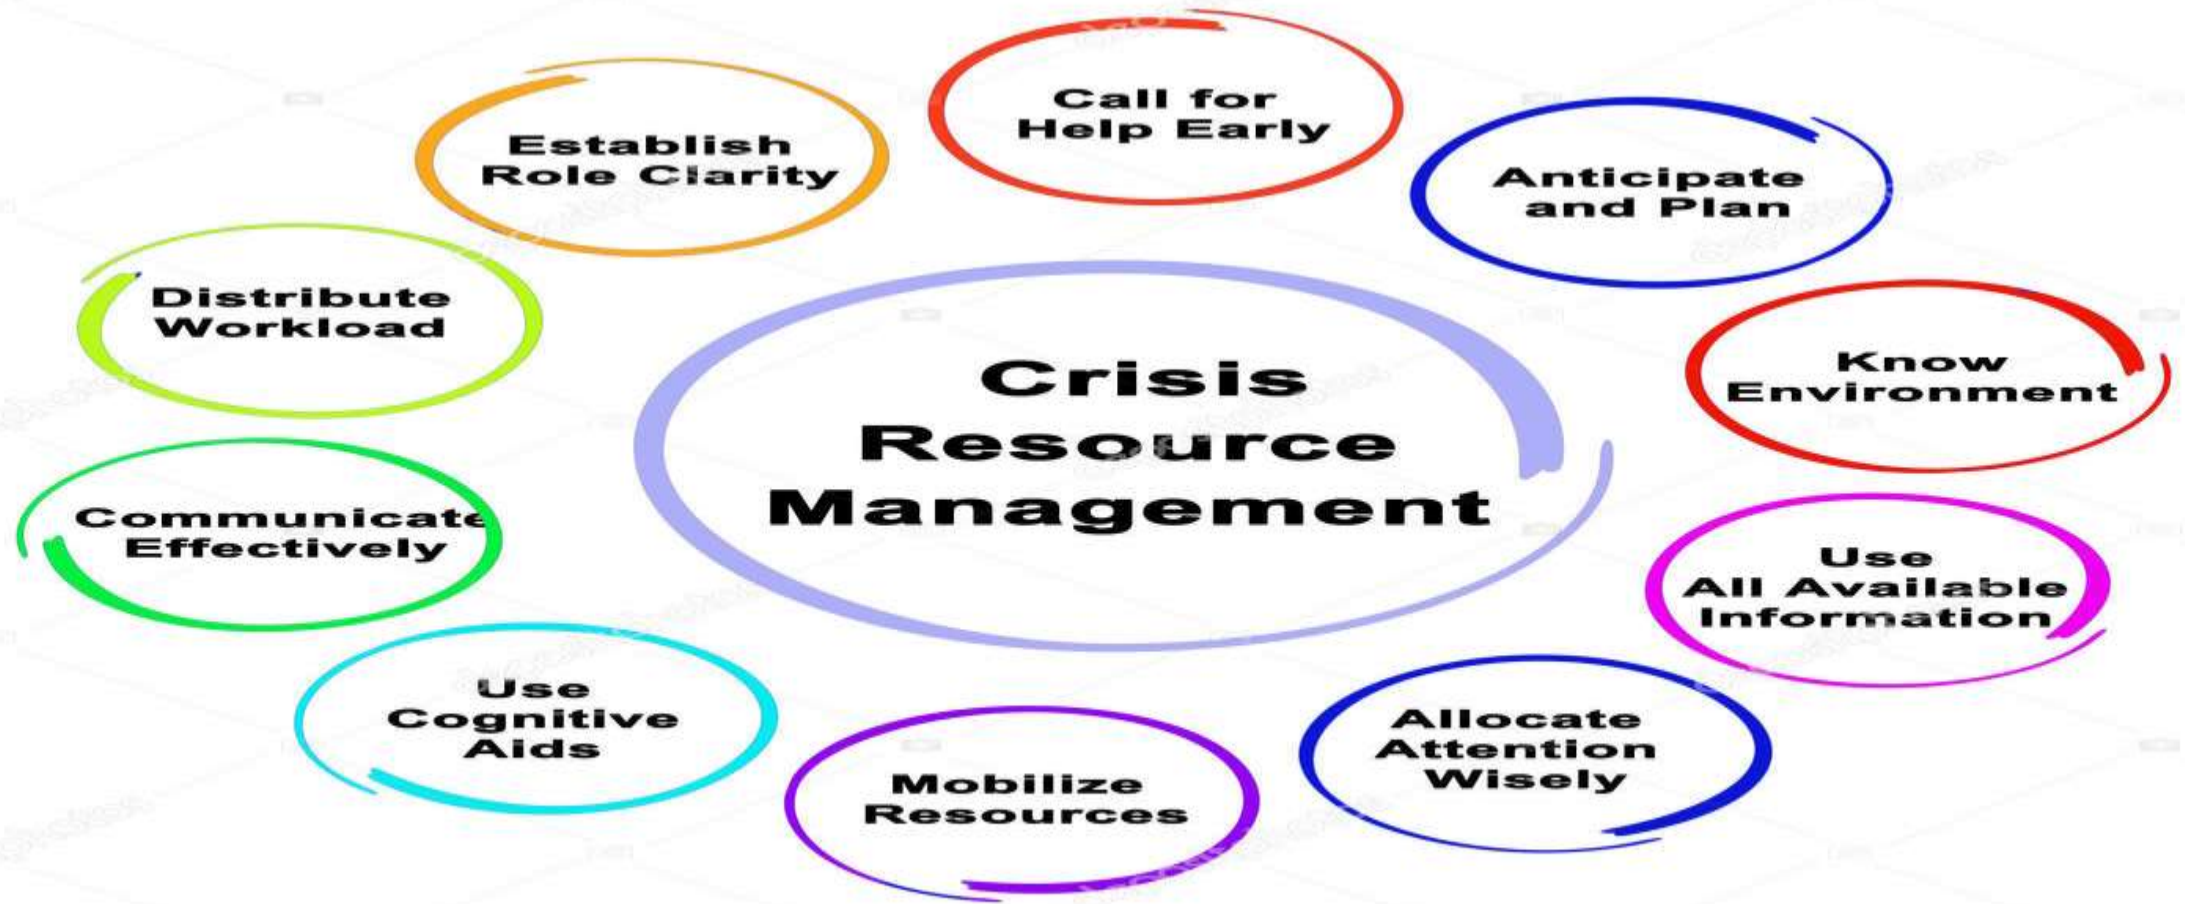 Call for
Help Early
Establish
Role Clarity
Anticipate
and Plan
Distribute
Workload
Know
Environment
Crisis
Resource
Management
Communicate
Effectively
Use
All Available
Information
Use
Cognitive
Aids
Allocate
Attention
Wisely
Mobilize
Resources